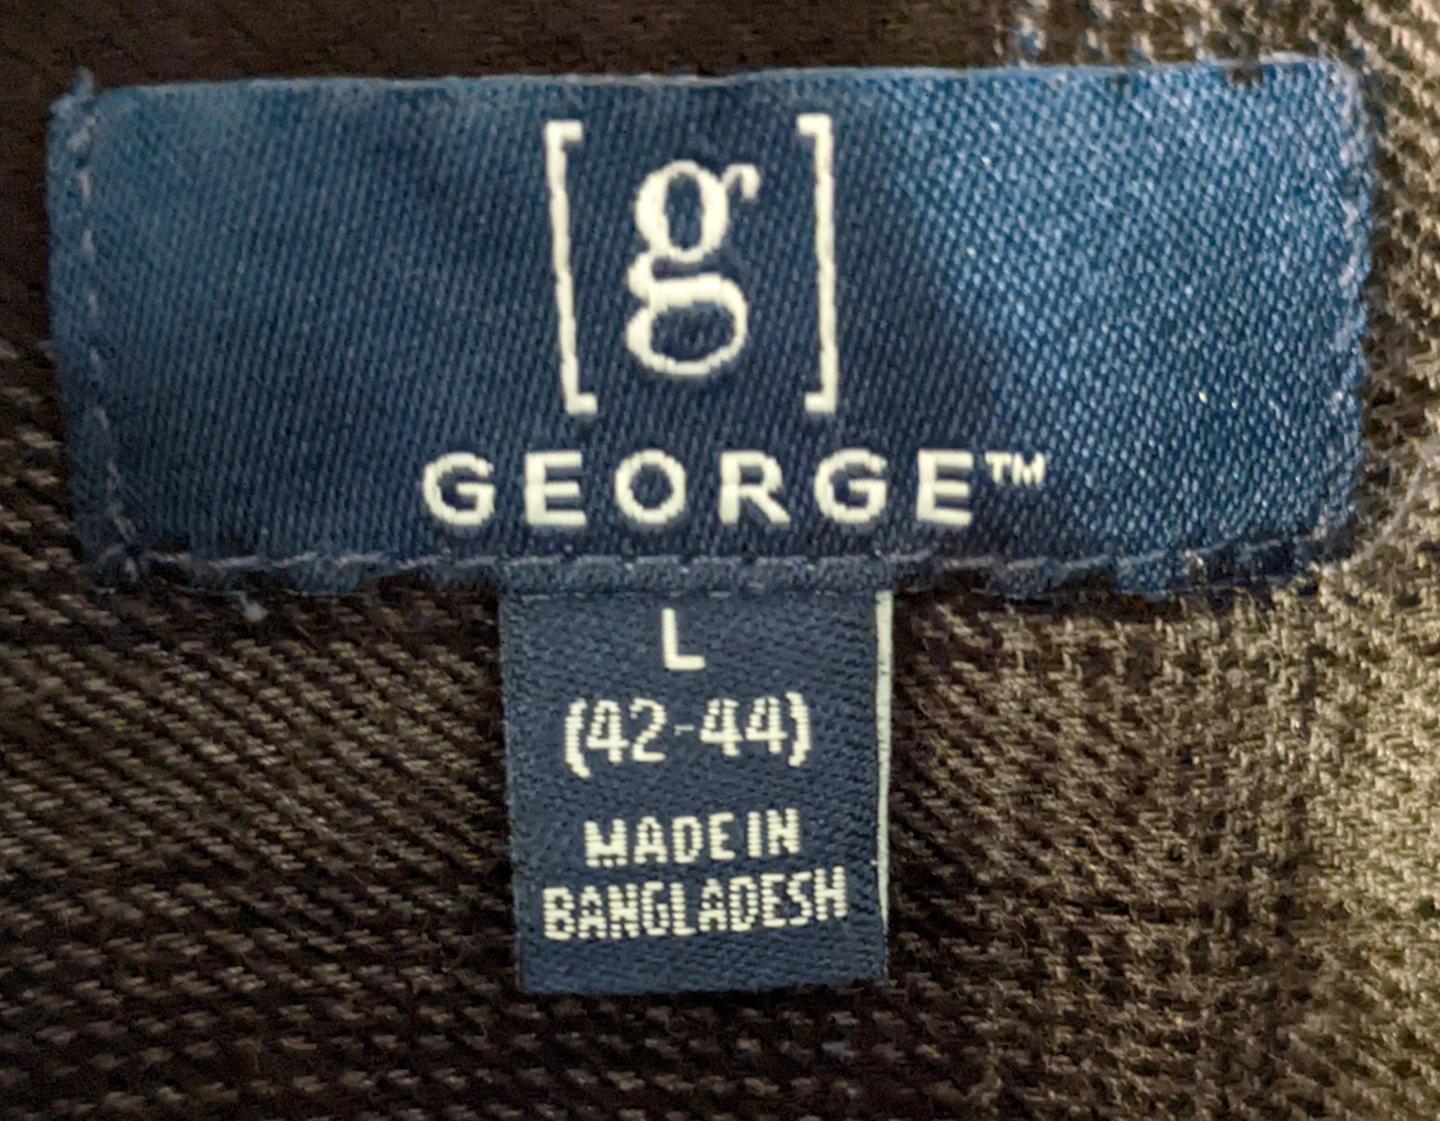 [g]
GEORGE™
L
(42-44)
MADE IN
BANGLADESH